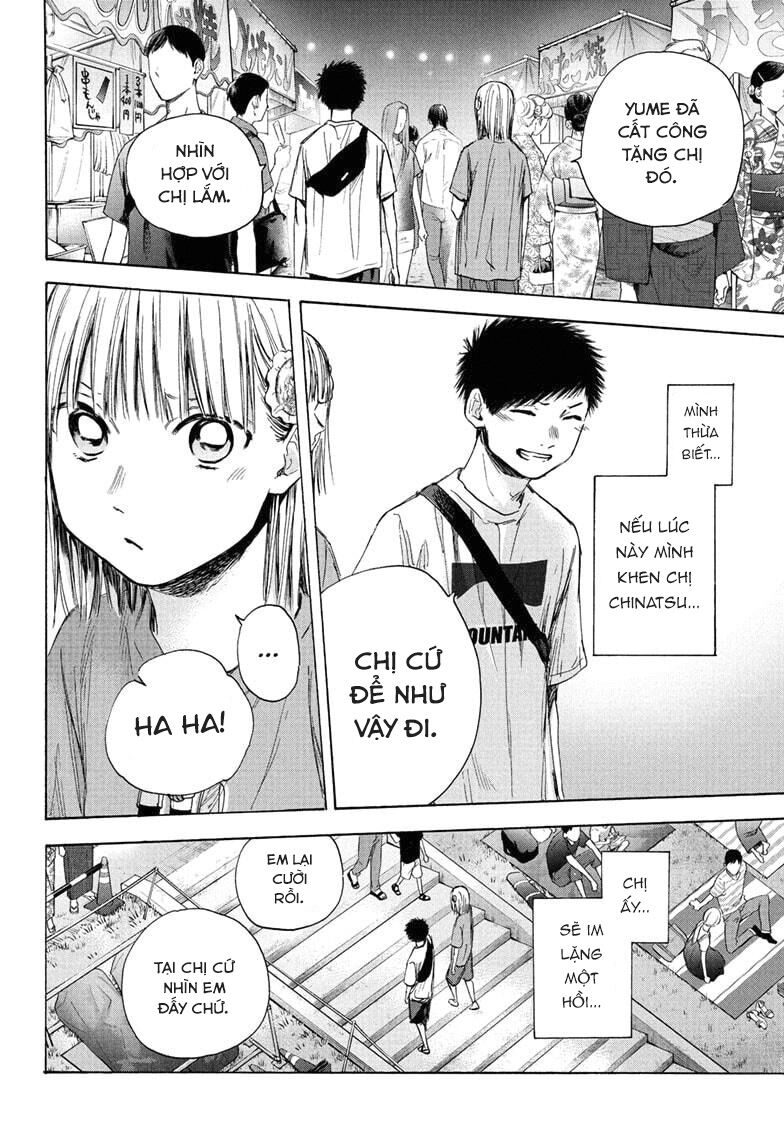 YUME ĐÃ
CẤT CÔNG
TẶNG CHỊ
ĐÓ.
NHÌN
HỢP VỚI
CHỊ LẮM.
MÌNH
THỪA
BIẾT...
NẾU LÚC
NÀY MÌNH
KHEN CHỊ
CHINATSU...
CHỊ CỨ
ĐỂ NHƯ
VẬY ĐI.
...
HA HA!
CHỊ
ẤY...
SẼ IM
LẶNG
MỘT
HỒI...
EM LẠI
CƯỜI
RỒI.
TẠI CHỊ CỨ
NHÌN EM
ĐẤY CHỨ.